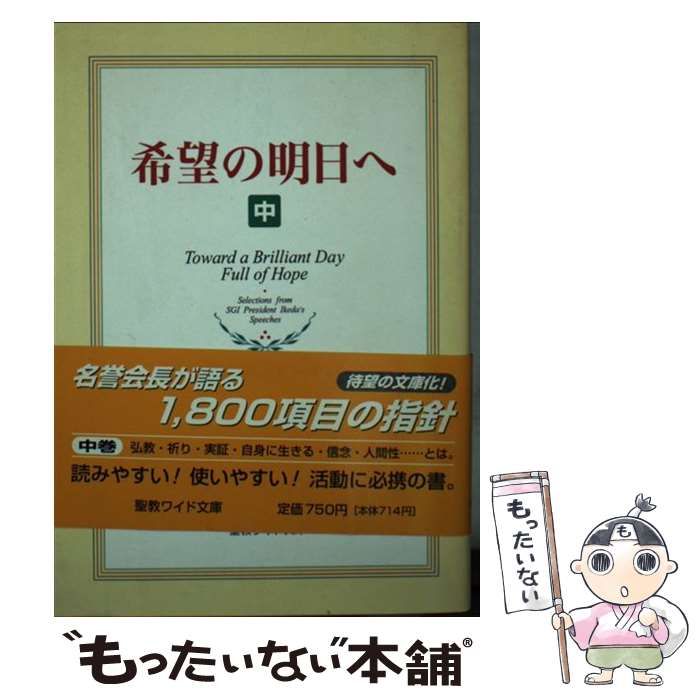 希望の明日へ
中
Toward a Brilliant Day
Full of Hope
Selections from
SGI President Ikeda's
Speeches
名誉会長が語る
待望の文庫化!
1,800項目の指針
中巻 弘教・祈り・実証・自身に生きる・信念・人間性……とは。
読みやすい! 使いやすい! 活動に必携の書。
聖教ワイド文庫 定価750円[本体714円]
もったいない
"もったいない本舗®